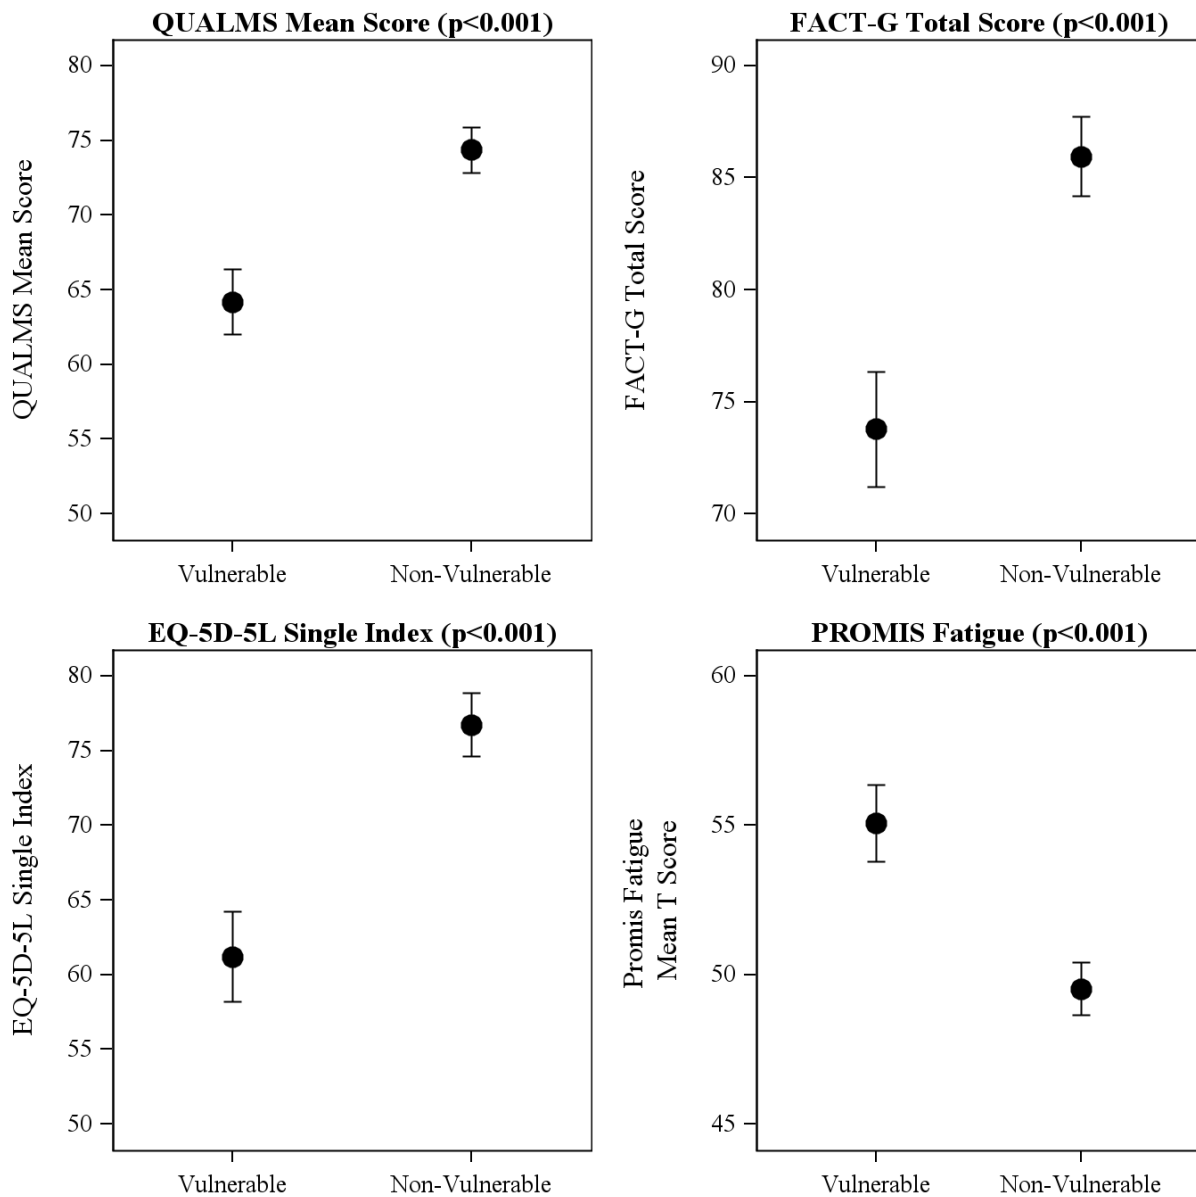 QUALMS Mean Score (p<0.001)
QUALMS Mean Score
80
75
70
65
60
55
50
Vulnerable
Non-Vulnerable
FACT-G Total Score (p<0.001)
FACT-G Total Score
90
85
80
75
70
Vulnerable
Non-Vulnerable
EQ-5D-5L Single Index (p<0.001)
EQ-5D-5L Single Index
80
75
70
65
60
55
50
Vulnerable
Non-Vulnerable
PROMIS Fatigue (p<0.001)
Promis Fatigue
Mean T Score
60
55
50
45
Vulnerable
Non-Vulnerable